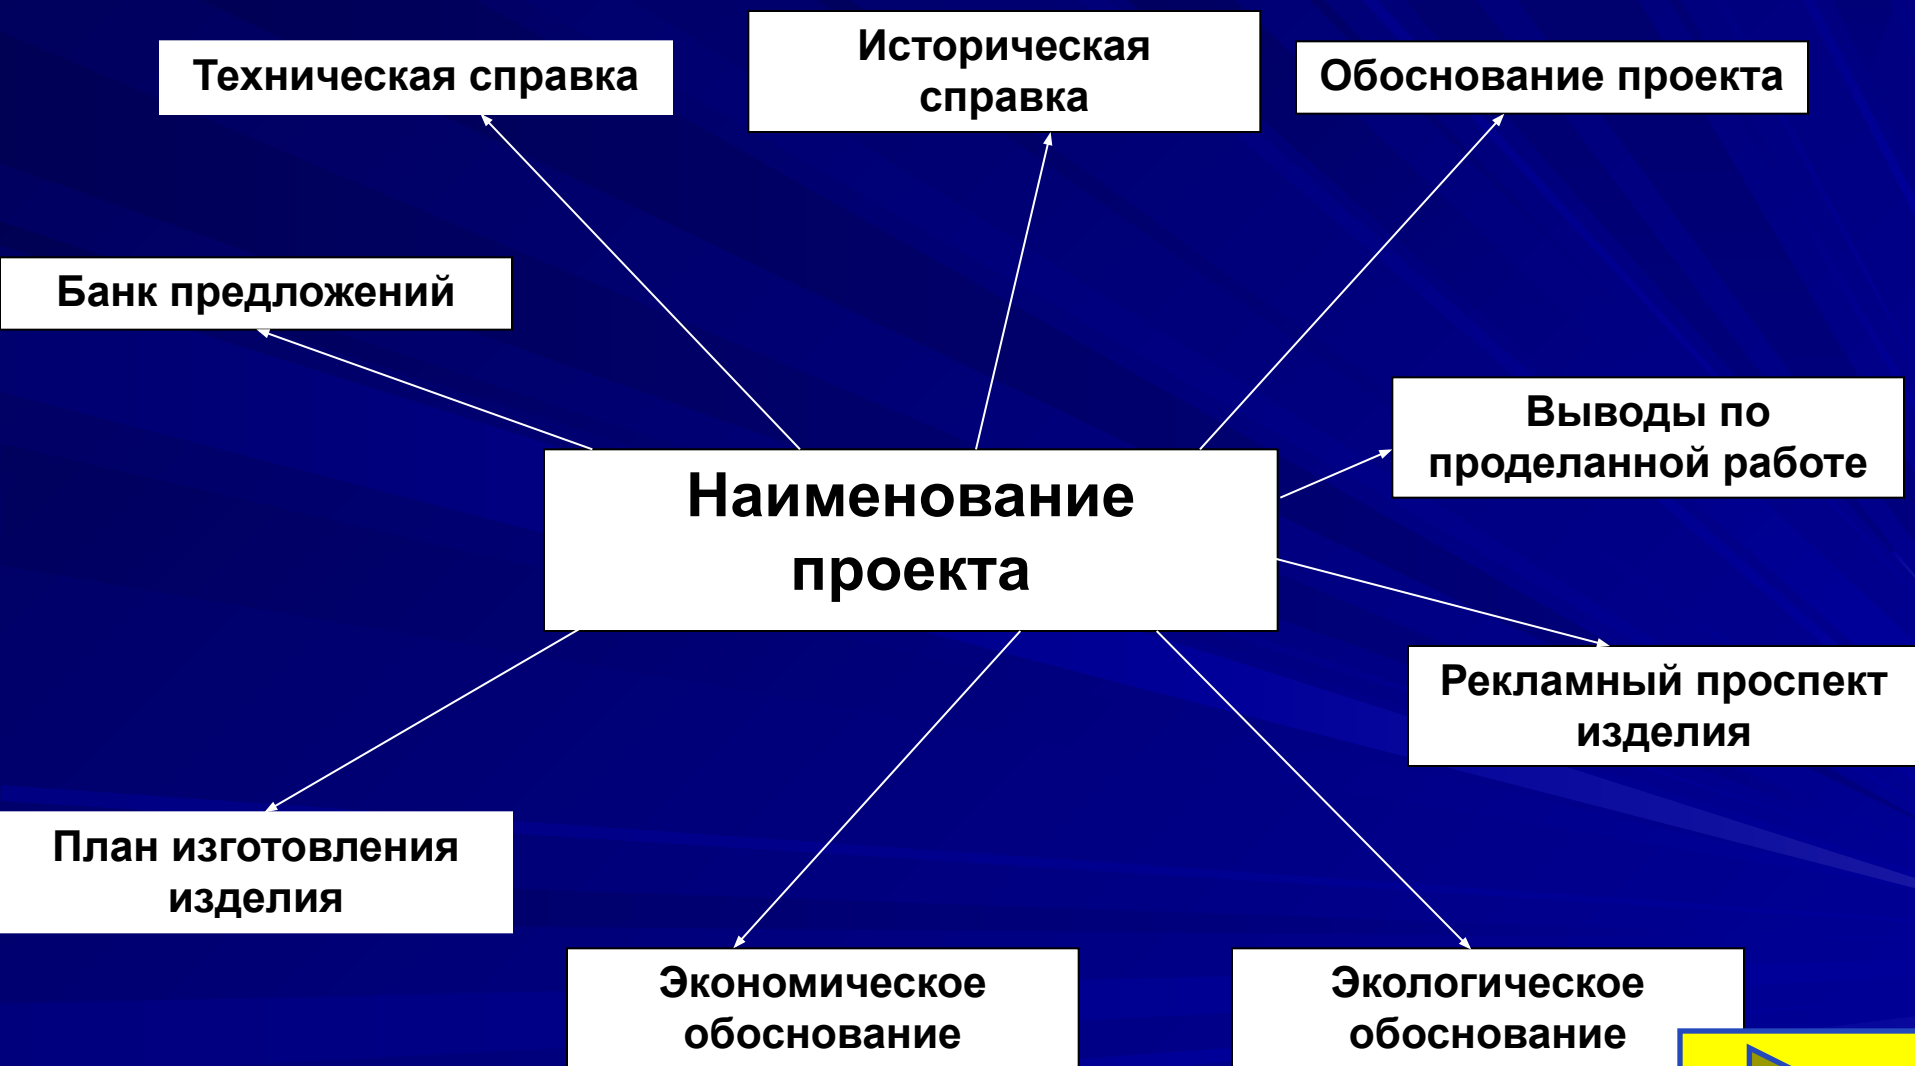 Техническая справка
Историческая
справка
Обоснование проекта
Банк предложений
Выводы по
проделанной работе
Наименование
проекта
Рекламный проспект
изделия
План изготовления
изделия
Экономическое
обоснование
Экологическое
обоснование